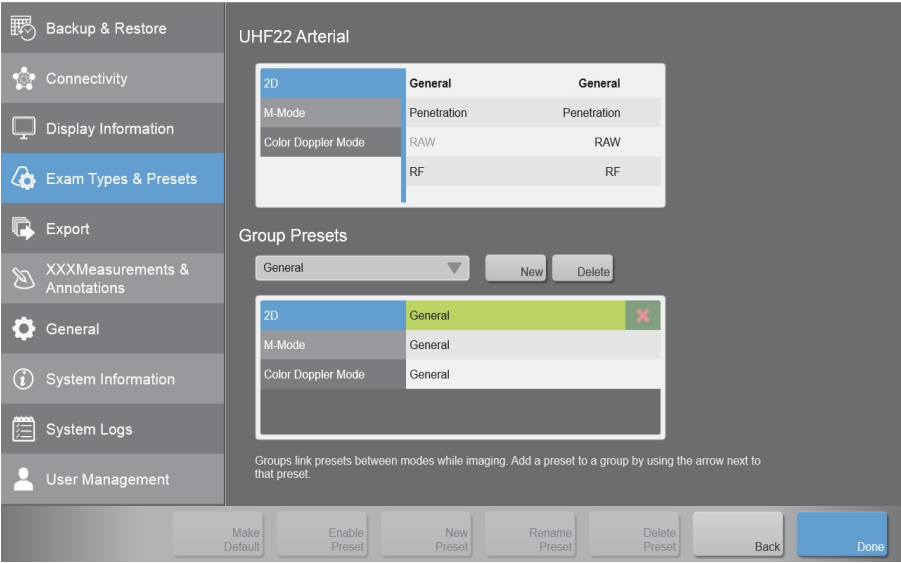 Backup & Restore
Connectivity
Display Information
Exam Types & Presets
Export
XXXMeasurements &
Annotations
General
System Information
System Logs
User Management
UHF22 Arterial
2D General General
M-Mode Penetration Penetration
Color Doppler Mode RAW RAW
RF RF
Group Presets
General New Delete
2D General
M-Mode General
Color Doppler Mode General
Groups link presets between modes while imaging. Add a preset to a group by using the arrow next to
that preset.
Make
Default
Enable
Preset
New
Preset
Rename
Preset
Delete
Preset
Back
Done